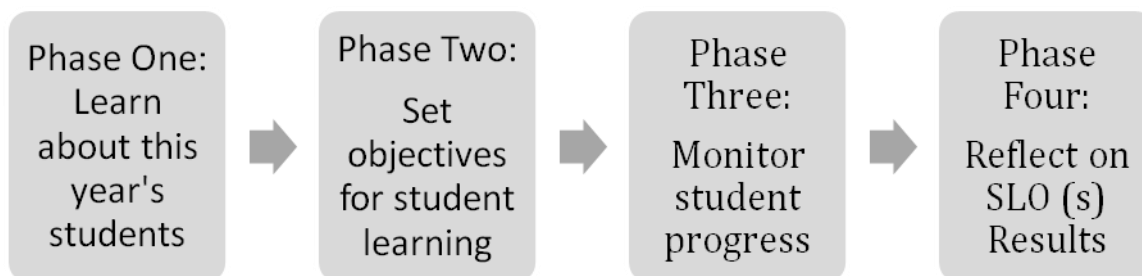 Phase One:
Learn
about this
year's
students
Phase Two:
Set
objectives
for student
learning
Phase
Three:
Monitor
student
progress
Phase
Four:
Reflect on
SLO (s)
Results